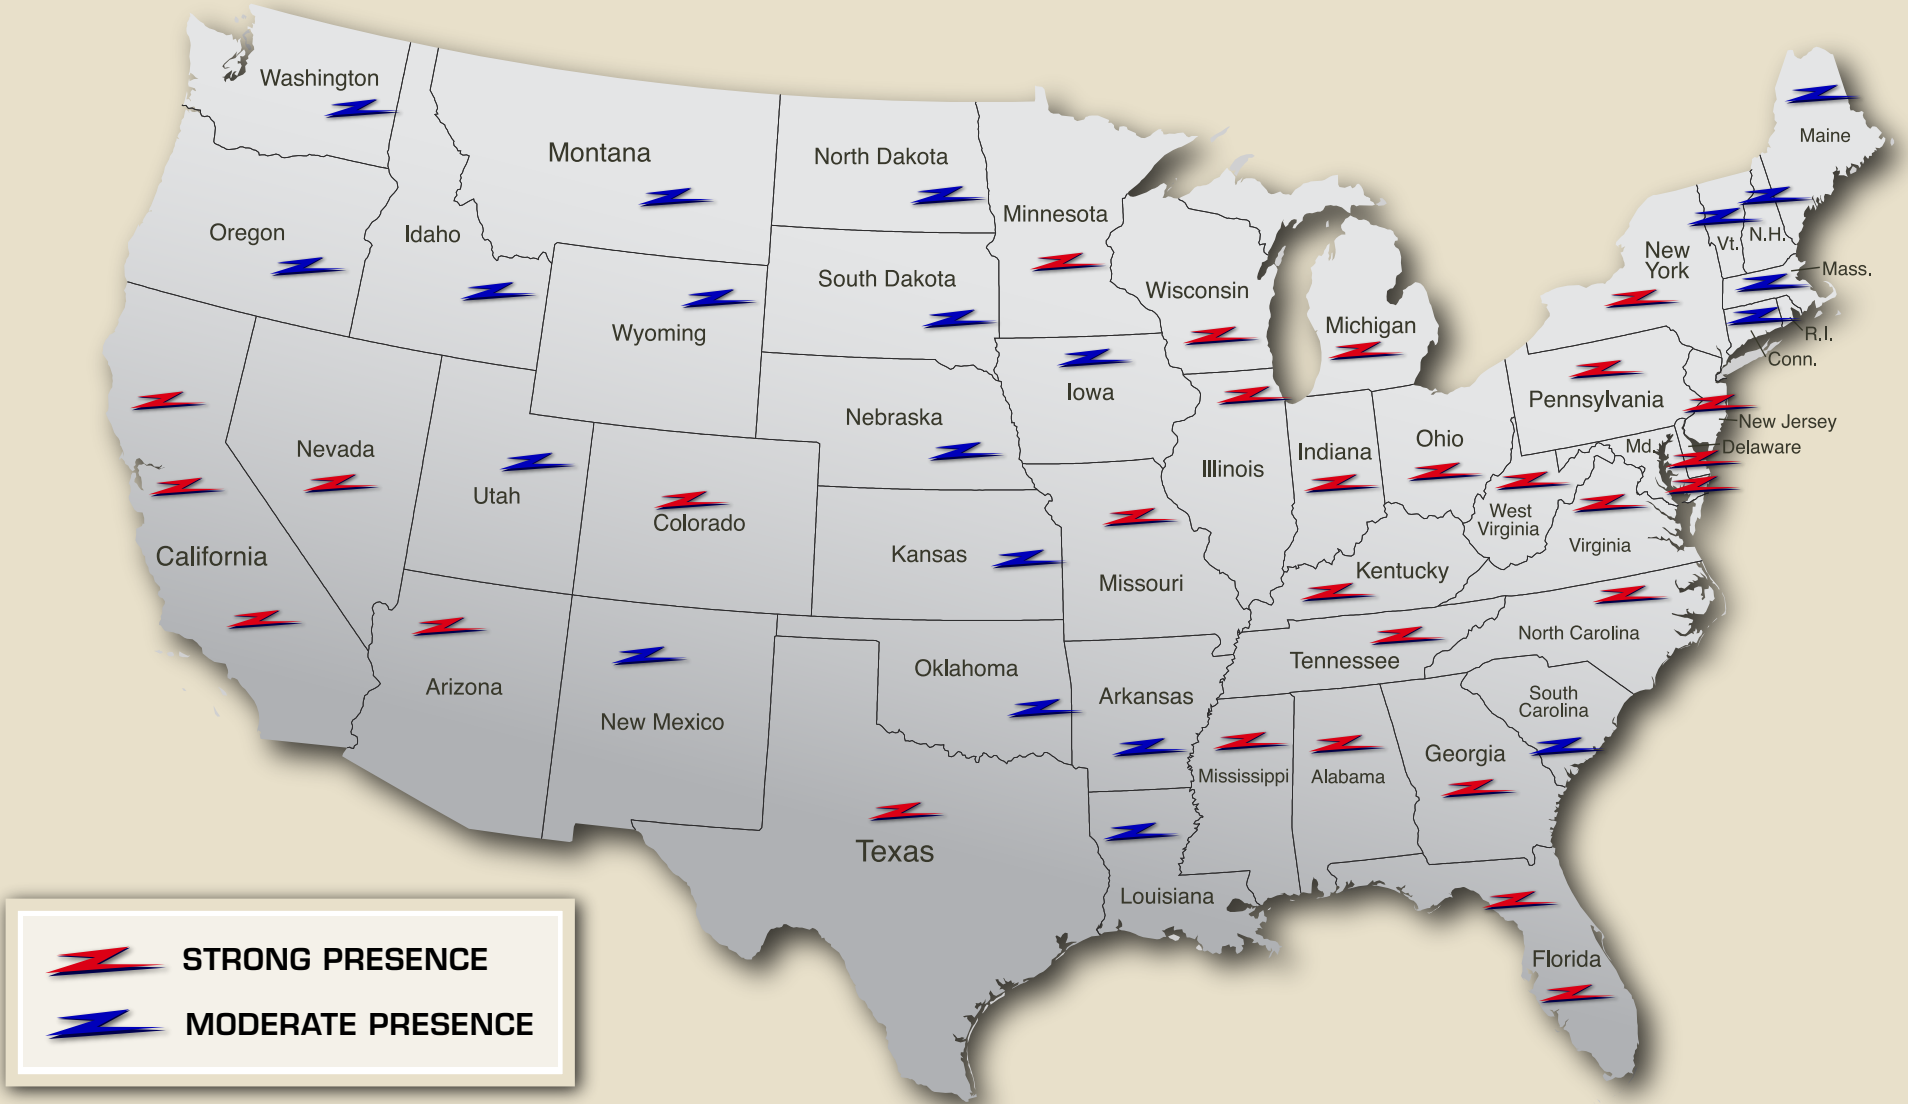 Washington
Montana
North Dakota
Minnesota
Maine
Oregon
Idaho
Vt.
N.H.
New
York
Mass.
South Dakota
Wisconsin
Wyoming
Michigan
R.I.
Conn.
Iowa
Pennsylvania
Nebraska
New Jersey
Nevada
Ohio
Md.
Delaware
Indiana
Illinois
Utah
Colorado
West
Virginia
Virginia
California
Kansas
Missouri
Kentucky
North Carolina
Tennessee
Arizona
Oklahoma
Arkansas
South
Carolina
New Mexico
Georgia
Mississippi
Alabama
Texas
Louisiana
Florida
STRONG PRESENCE
MODERATE PRESENCE